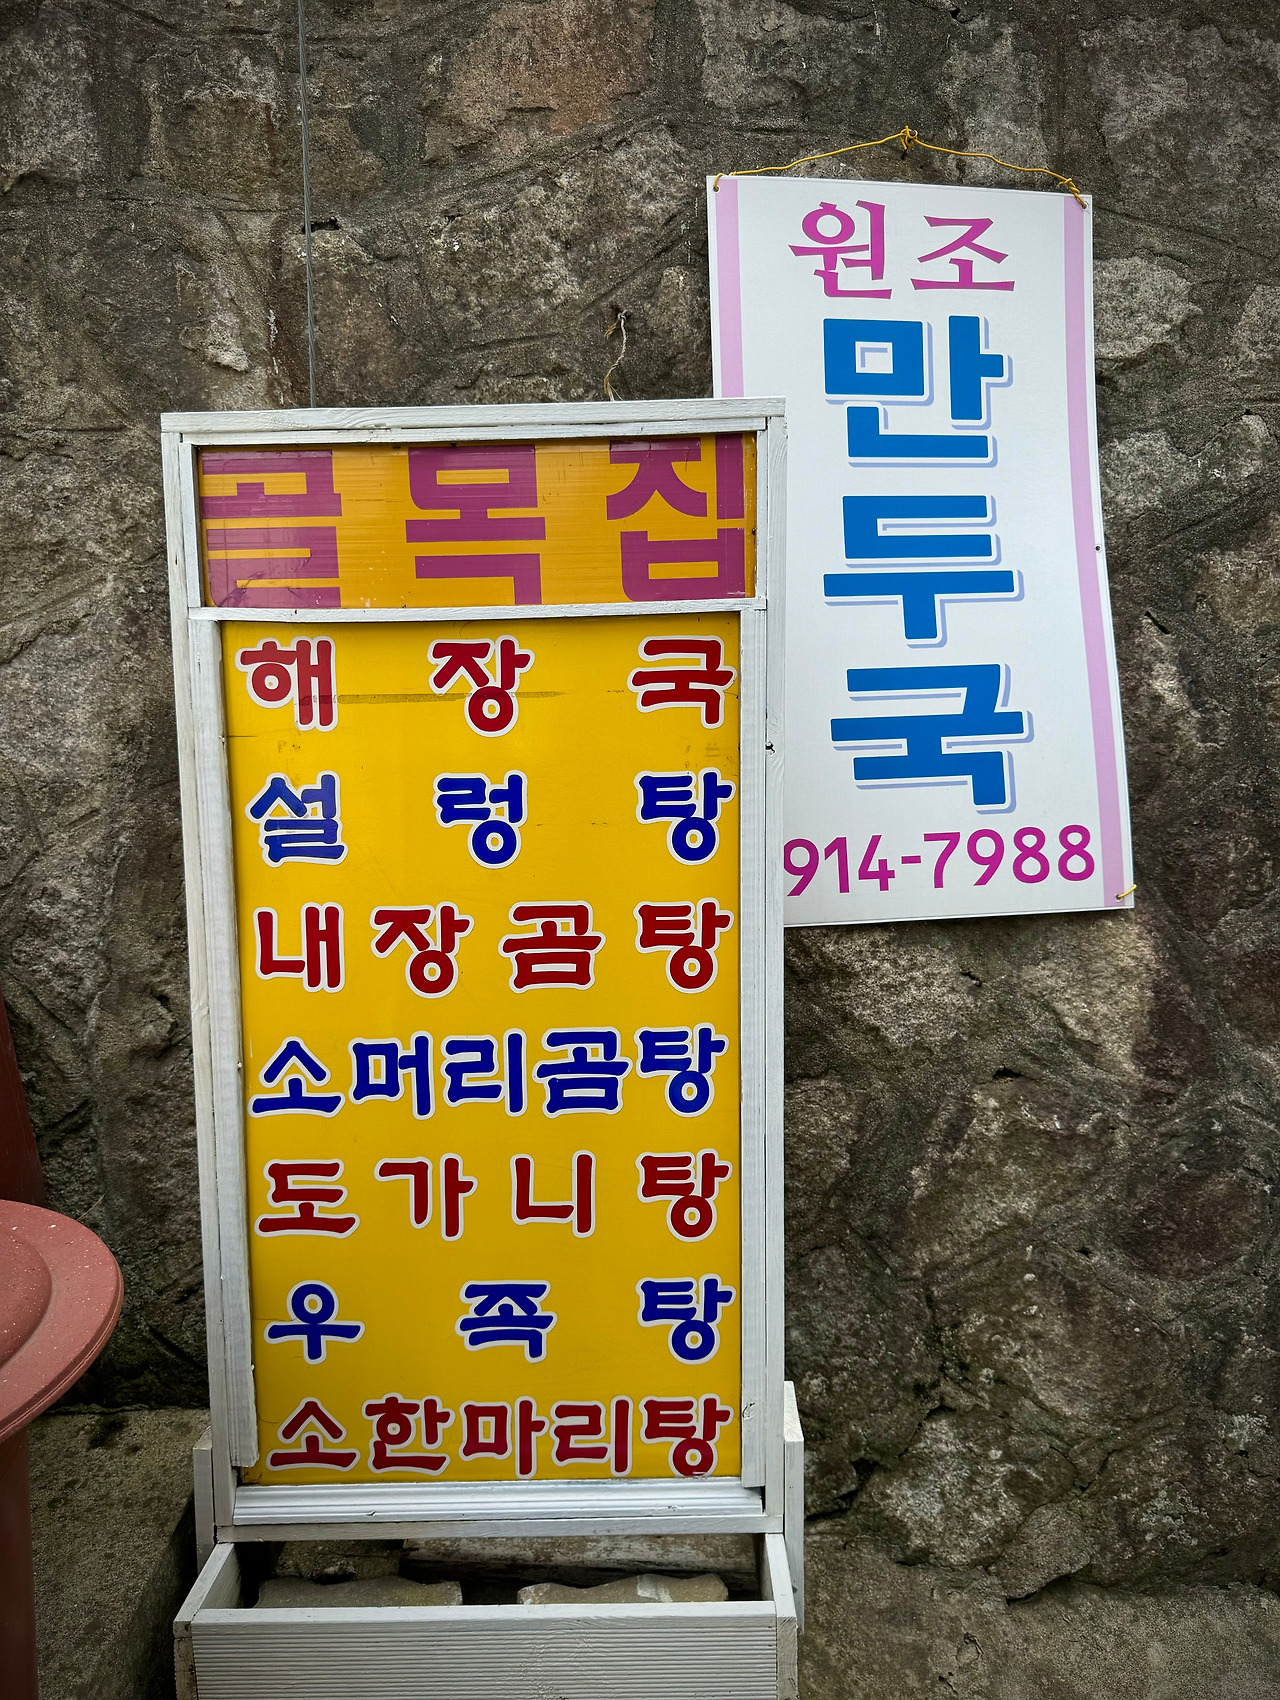 골목집
해장국
설렁탕
내장곰탕
소머리곰탕
도가니탕
우족탕
소한마리탕
원조
만두국
914-7988